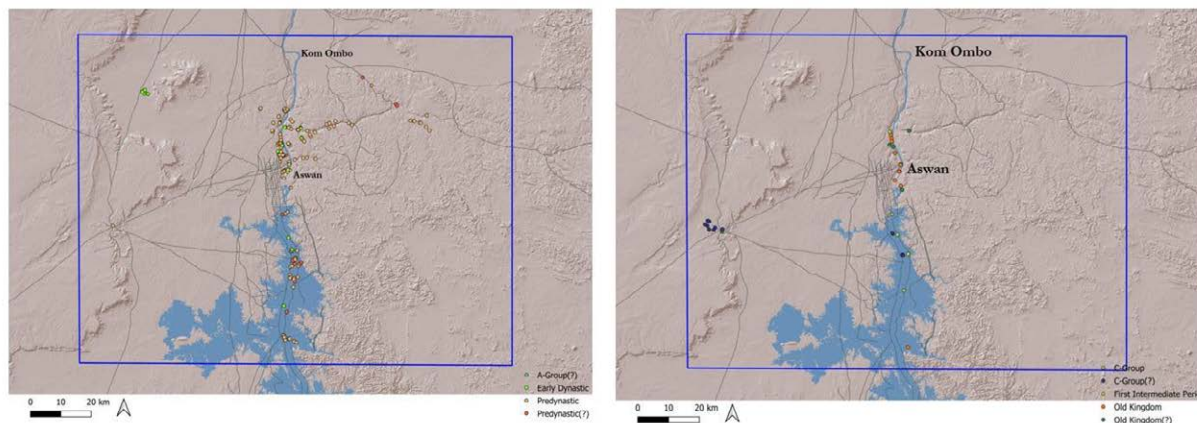 Kom Ombo
Aswan
A-Group(?)
Early Dynastic
Predynastic
Predynastic(?)
0 10 20 km
Kom Ombo
Aswan
C-Group
C-Group(?)
First Intermediate Peri
Old Kingdom
Old Kingdom(?)
0 10 20 km